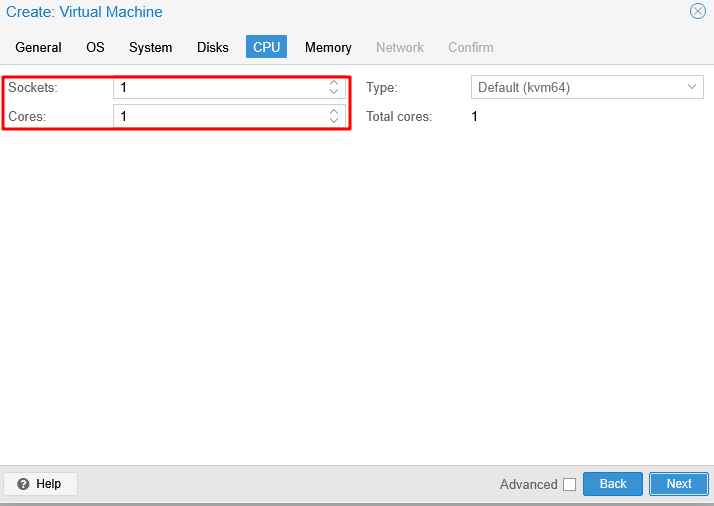 Create: Virtual Machine
General OS System Disks CPU Memory Network Confirm
Sockets: 1 Type: Default (kvm64)
Cores: 1 Total cores: 1
Help Advanced Back Next